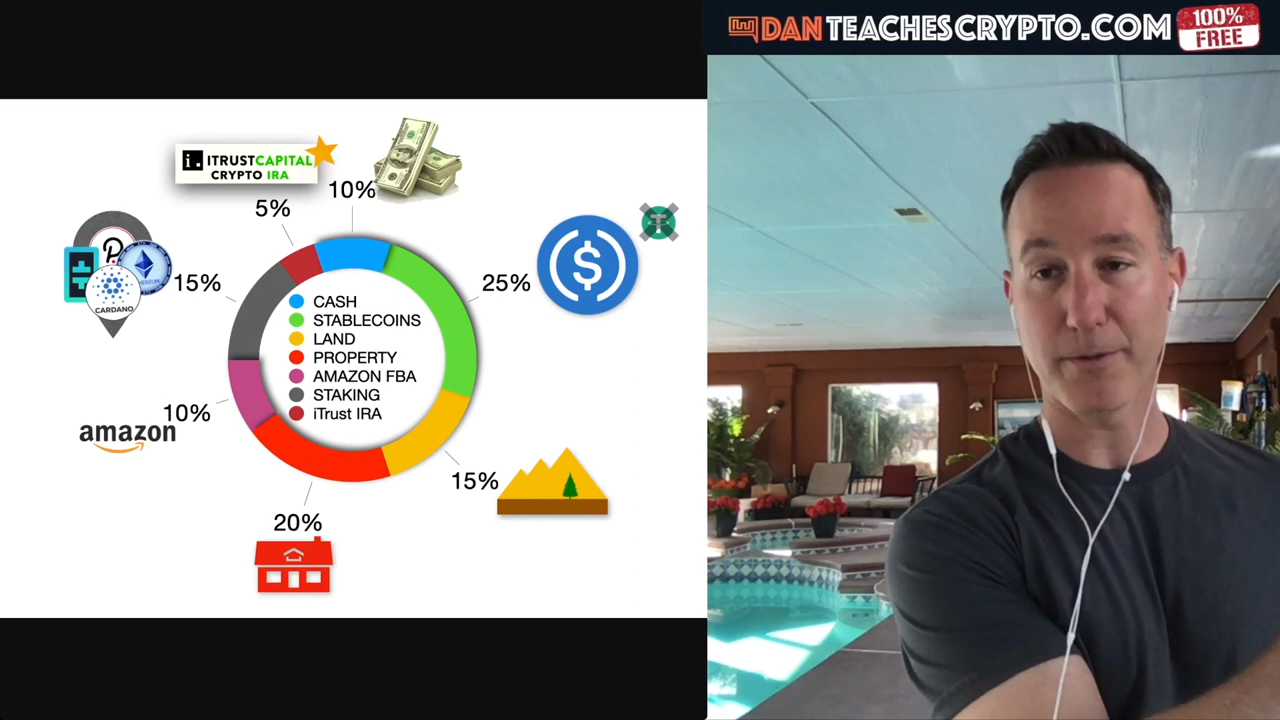 DANTEACHESCRYPTO.COM
100%
FREE
i. ITRUSTCAPITAL
CRYPTO IRA
10%
5%
25%
15%
CARDANO
CASH
STABLECOINS
LAND
PROPERTY
AMAZON FBA
STAKING
iTrust IRA
10%
amazon
15%
20%